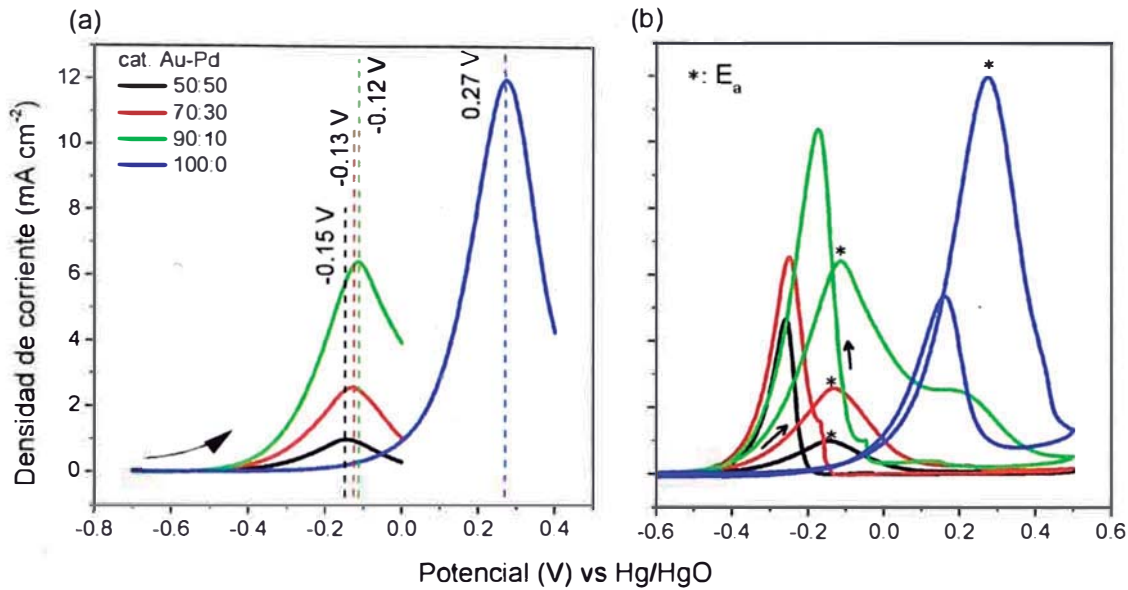 (a)
cat. Au-Pd
50:50
70:30
90:10
100:0
-0.15 V
-0.13 V
-0.12 V
0.27 V
12
10
8
6
4
2
0
-0.8 -0.6 -0.4 -0.2 0.0 0.2 0.4
Densidad de corriente (mA cm-2)
(b)
*: Ea
*
*
*
*
-0.6 -0.4 -0.2 0.0 0.2 0.4 0.6
Potencial (V) vs Hg/HgO